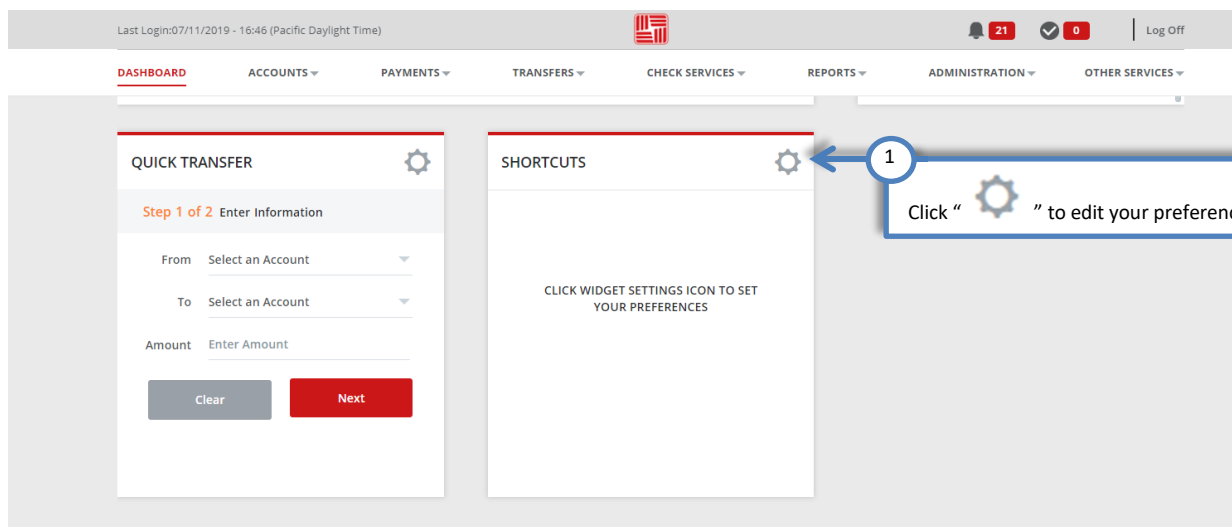 Last Login:07/11/2019 - 16:46 (Pacific Daylight Time)
21
0
Log Off
DASHBOARD
ACCOUNTS
PAYMENTS
TRANSFERS
CHECK SERVICES
REPORTS
ADMINISTRATION
OTHER SERVICES
QUICK TRANSFER
Step 1 of 2 Enter Information
From Select an Account
To Select an Account
Amount Enter Amount
Clear
Next
SHORTCUTS
CLICK WIDGET SETTINGS ICON TO SET
YOUR PREFERENCES
1
Click “ ” to edit your